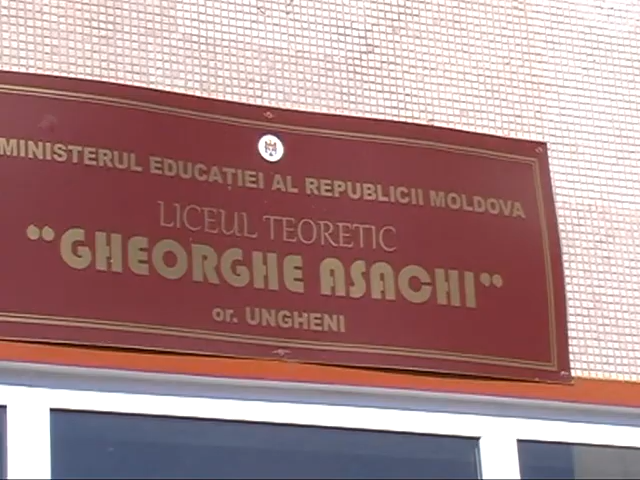 MINISTERUL EDUCAȚIEI AL REPUBLICII MOLDOVA
LICEUL TEORETIC
"GHEORGHE ASACHI"
or. UNGHENI